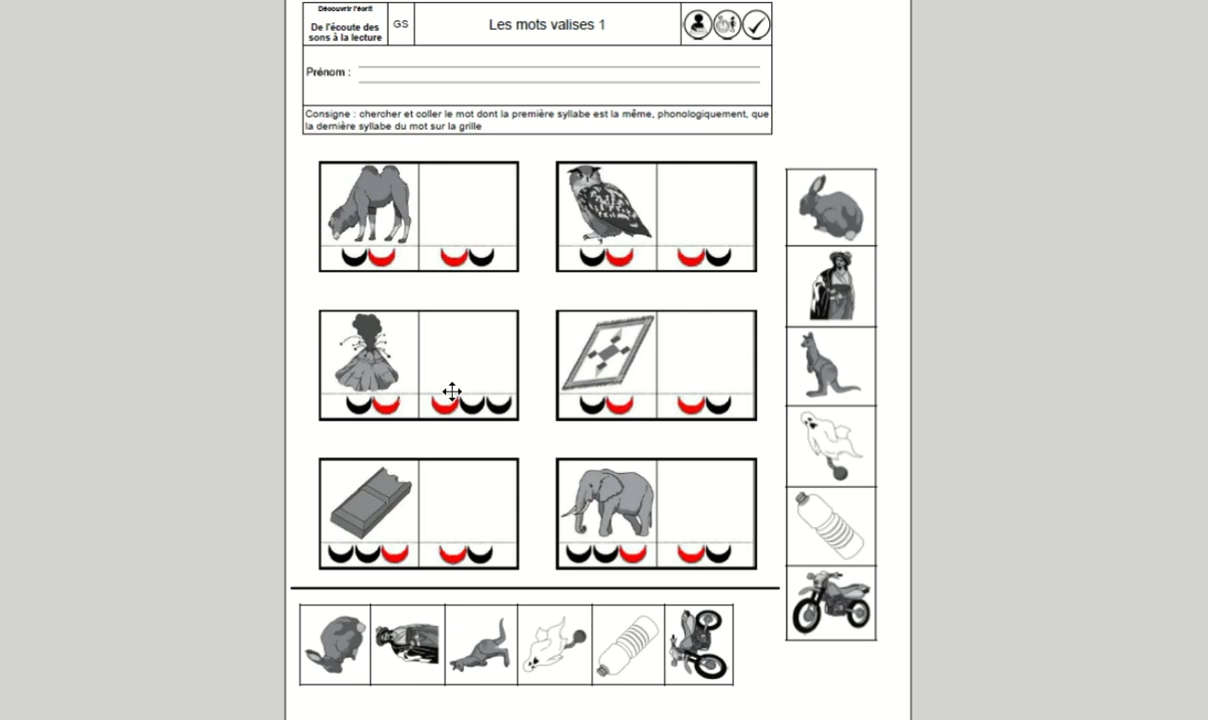 Découvrir l'écrit
De l'écoute des
sons à la lecture
GS
Les mots valises 1
Prénom :
Consigne : chercher et coller le mot dont la première syllabe est la même, phonologiquement, que
la dernière syllabe du mot sur la grille